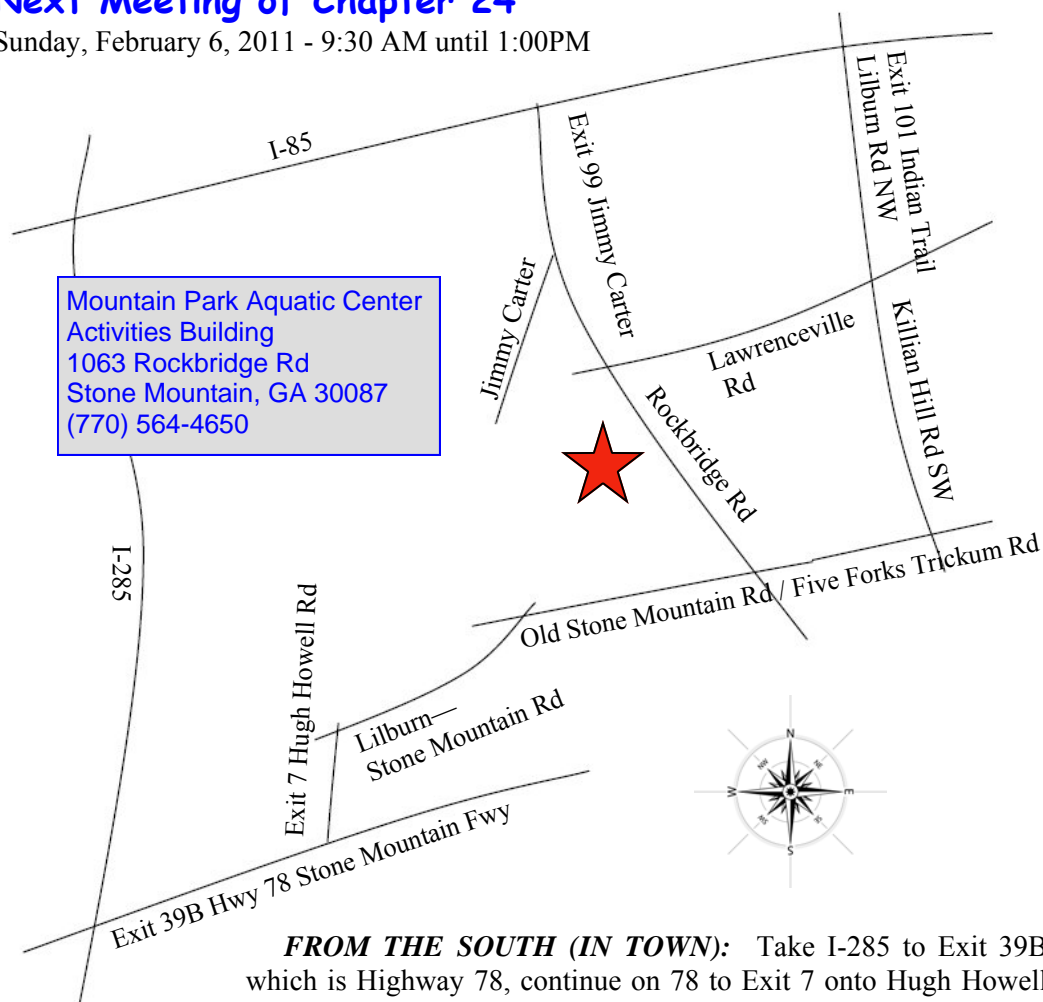 Next Meeting of Chapter 24
Sunday, February 6, 2011 - 9:30 AM until 1:00PM
I-85
Exit 99 Jimmy Carter
Exit 101 Indian Trail
Lilburn Rd NW
Mountain Park Aquatic Center
Activities Building
1063 Rockbridge Rd
Stone Mountain, GA 30087
(770) 564-4650
Jimmy Carter
Lawrenceville
Rd
Killian Hill Rd SW
Rockbridge Rd
I-285
Old Stone Mountain Rd / Five Forks Trickum Rd
Exit 7 Hugh Howell Rd
Lilburn—
Stone Mountain Rd
Exit 39B Hwy 78 Stone Mountain Fwy
N
NW
NE
W
E
SW
SE
S
FROM THE SOUTH (IN TOWN): Take I-285 to Exit 39B
which is Highway 78, continue on 78 to Exit 7 onto Hugh Howell